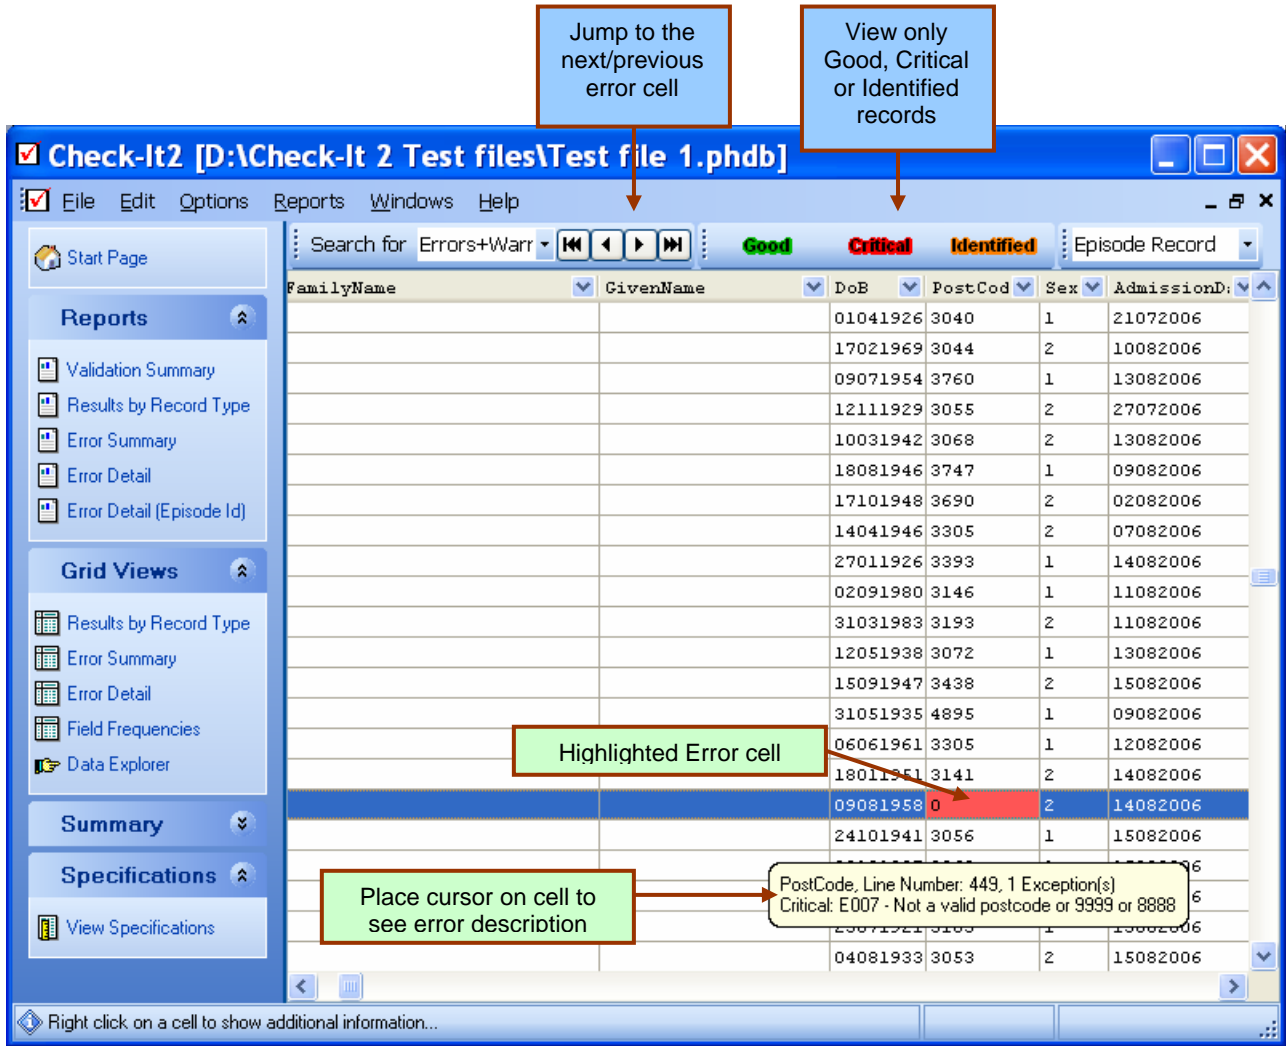 Jump to the
next/previous
error cell
View only
Good, Critical
or Identified
records
Check-It2 [D:\Check-It 2 Test files\Test file 1.phdb]
File Edit Options Reports Windows Help
Start Page
Search for Errors+Warr Good Critical Identified Episode Record
Reports
Validation Summary
Results by Record Type
Error Summary
Error Detail
Error Detail (Episode Id)
Grid Views
Results by Record Type
Error Summary
Error Detail
Field Frequencies
Data Explorer
Summary
Specifications
View Specifications
FamilyName GivenName DoB PostCod Sex AdmissionD
01041926 3040 1 21072006
17021969 3044 2 10082006
09071954 3760 1 13082006
12111929 3055 2 27072006
10031942 3068 2 13082006
18081946 3747 1 09082006
17101948 3690 2 02082006
14041946 3305 2 07082006
27011926 3393 1 14082006
02091980 3146 1 11082006
31031983 3193 2 11082006
12051938 3072 1 13082006
15091947 3438 2 15082006
31051935 4895 1 09082006
06061961 3305 1 12082006
Highlighted Error cell
18011951 3141 2 14082006
09081958 0 2 14082006
24101941 3056 1 15082006
Place cursor on cell to
see error description
PostCode, Line Number: 449, 1 Exception(s)
Critical: E007 - Not a valid postcode or 9999 or 8888
04081933 3053 2 15082006
Right click on a cell to show additional information...